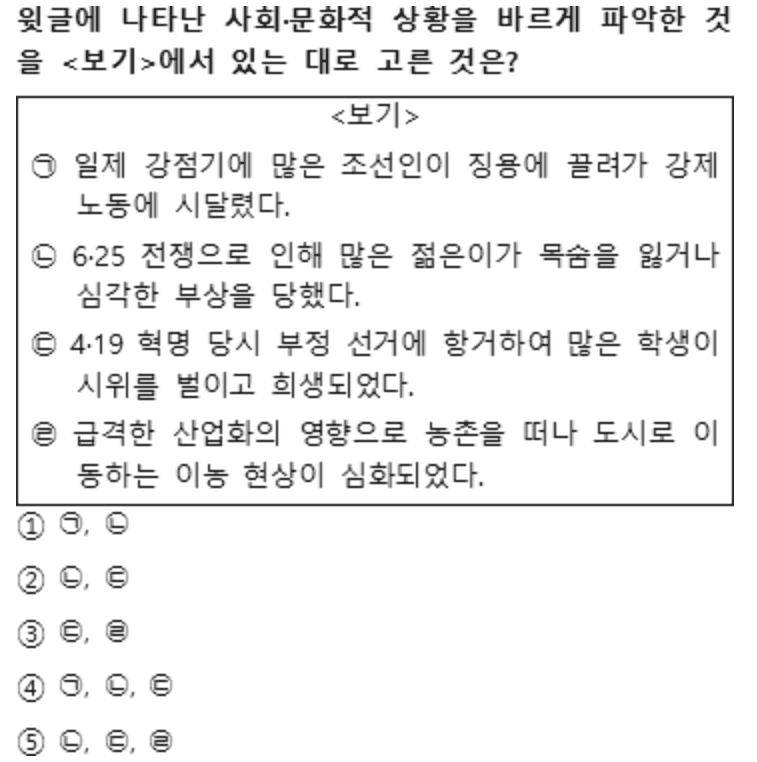 윗글에 나타난 사회·문화적 상황을 바르게 파악한 것
을 <보기>에서 있는 대로 고른 것은?
<보기>
㉠ 일제 강점기에 많은 조선인이 징용에 끌려가 강제
노동에 시달렸다.
㉡ 6·25 전쟁으로 인해 많은 젊은이가 목숨을 잃거나
심각한 부상을 당했다.
㉢ 4·19 혁명 당시 부정 선거에 항거하여 많은 학생이
시위를 벌이고 희생되었다.
㉣ 급격한 산업화의 영향으로 농촌을 떠나 도시로 이
동하는 이농 현상이 심화되었다.
① ㉠, ㉡
② ㉡, ㉢
③ ㉢, ㉣
④ ㉠, ㉡, ㉢
⑤ ㉡, ㉢, ㉣